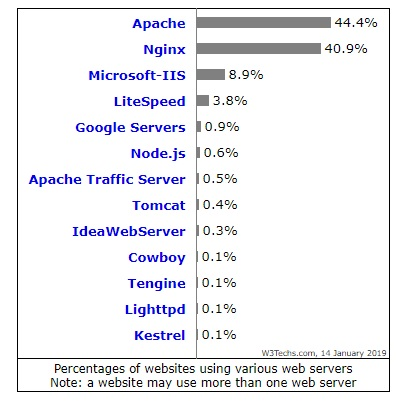 Apache 44.4%
Nginx 40.9%
Microsoft-IIS 8.9%
LiteSpeed 3.8%
Google Servers 0.9%
Node.js 0.6%
Apache Traffic Server 0.5%
Tomcat 0.4%
IdeaWebServer 0.3%
Cowboy 0.1%
Tengine 0.1%
Lighttpd 0.1%
Kestrel 0.1%
W3Techs.com, 14 January 2019
Percentages of websites using various web servers
Note: a website may use more than one web server